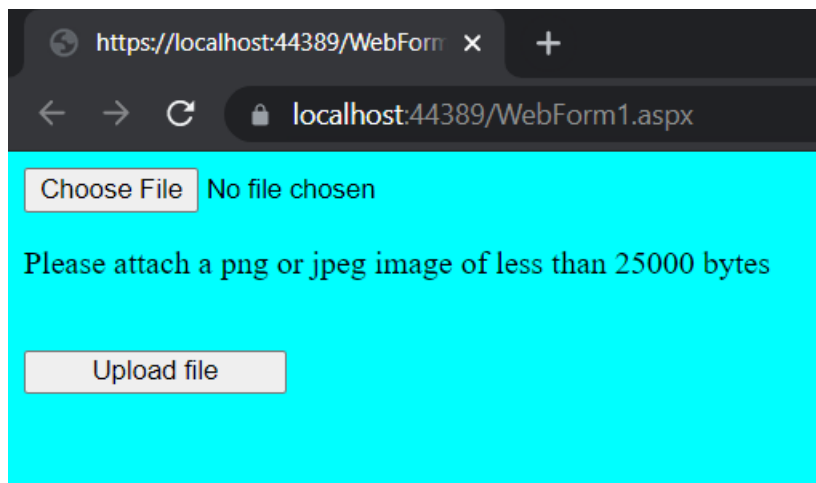 https://localhost:44389/WebForm
localhost:44389/WebForm1.aspx
Choose File No file chosen
Please attach a png or jpeg image of less than 25000 bytes
Upload file